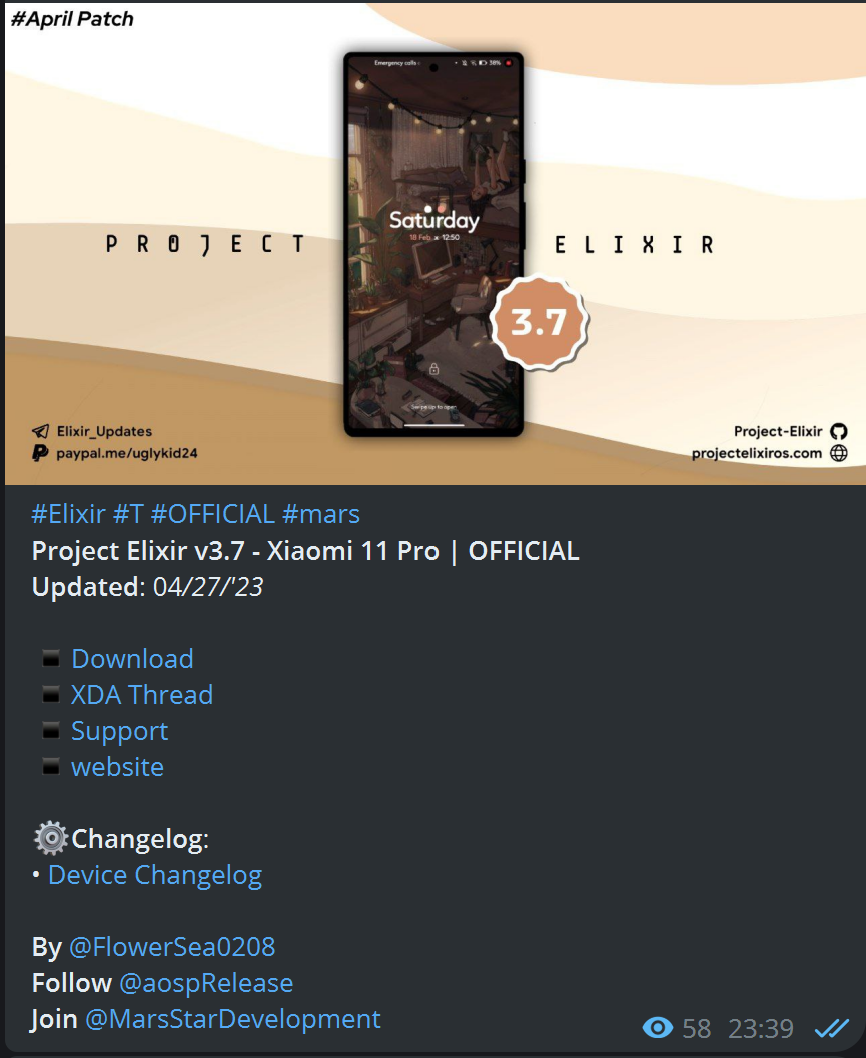 #April Patch
Emergency calls
38%
Saturday
18 Feb
12:50
PROJECT
ELIXIR
3.7
Swipe up to open
Elixir_Updates
paypal.me/uglykid24
Project-Elixir
projectelixiros.com
#Elixir #T #OFFICIAL #mars
Project Elixir v3.7 - Xiaomi 11 Pro | OFFICIAL
Updated: 04/27/'23
▪ Download
▪ XDA Thread
▪ Support
▪ website
⚙Changelog:
• Device Changelog
By @FlowerSea0208
Follow @aospRelease
Join @MarsStarDevelopment
58 23:39